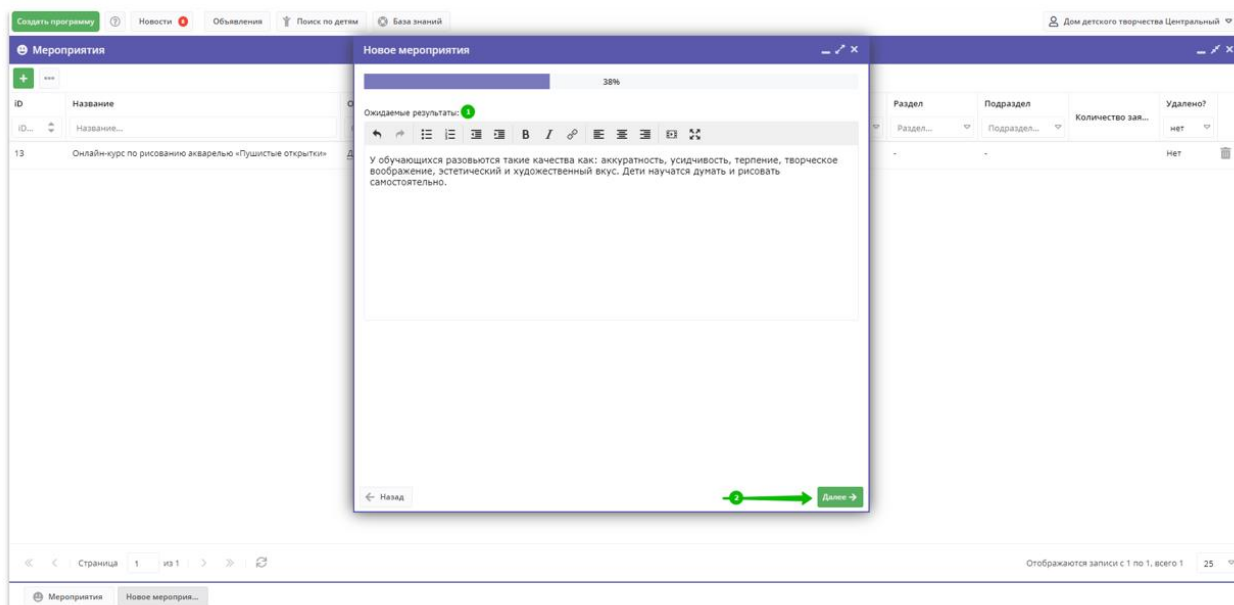 Создать программу Новости Объявления Поиск по детям База знаний Дом детского творчества Центральный
Мероприятия
Новое мероприятия
38%
Ожидаемые результаты: 1
iD Название Раздел Подраздел Количество зая... Удалено?
iD... Название... Раздел... Подраздел... нет
13 Онлайн-курс по рисованию акварелью «Пушистые открытки» - - Нет
У обучающихся разовьются такие качества как: аккуратность, усидчивость, терпение, творческое
воображение, эстетический и художественный вкус. Дети научатся думать и рисовать
самостоятельно.
Назад 2 Далее
Страница 1 из 1 Отображаются записи с 1 по 1, всего 1 25
Мероприятия Новое мероприя...